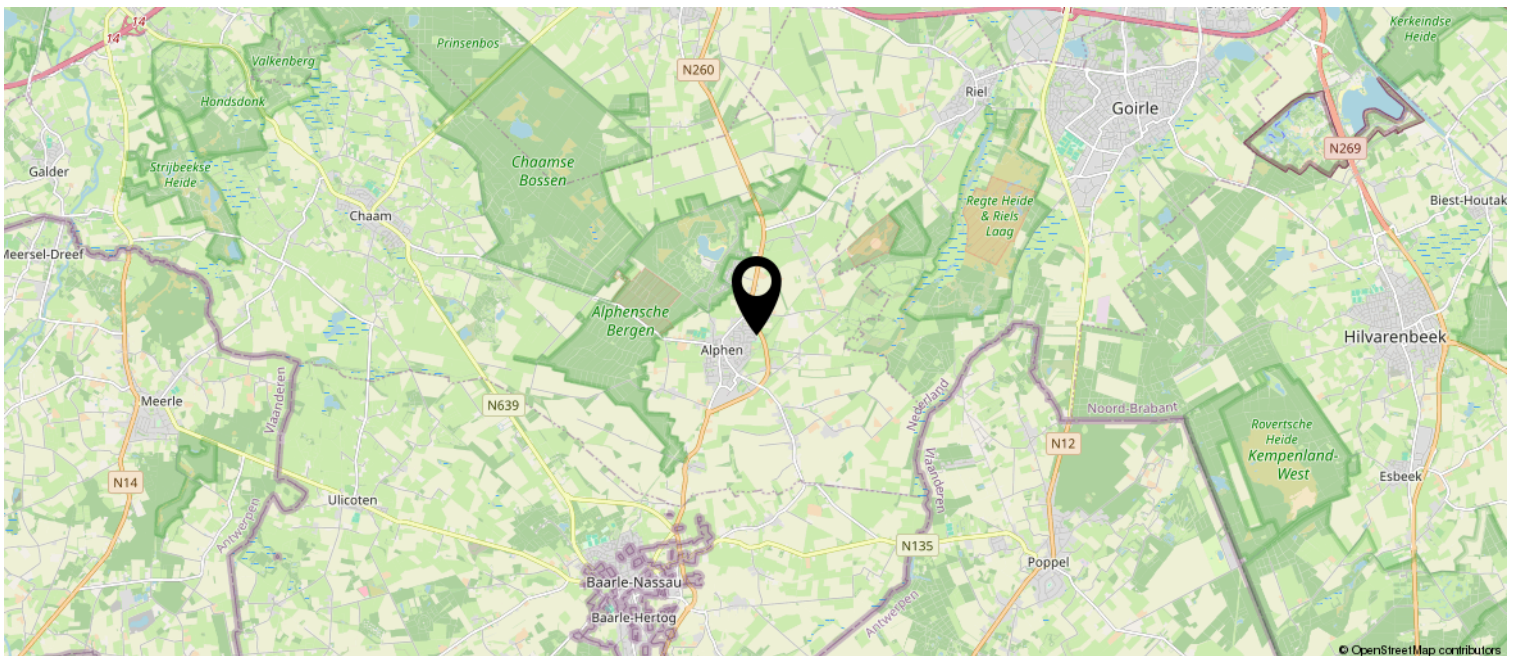 14
14
Prinsenbos
Valkenberg
Kerkeindse
Heide
N260
Riel
Goirle
Hondsdonk
Galder
Strijbeekse
Heide
Chaamse
Bossen
N269
Chaam
Regte Heide
& Riels
Laag
Biest-Houtak
Meersel-Dreef
Alphensche
Bergen
Alphen
Hilvarenbeek
Meerle
Vlaanderen
N639
Nederland
Vlaanderen
Noord-Brabant
N12
Rovertsche
Heide
Kempenland-
West
Esbeek
N14
Ulicoten
Antwerpen
N135
Poppel
Baarle-Nassau
Baarle-Hertog
Antwerpen
© OpenStreetMap contributors